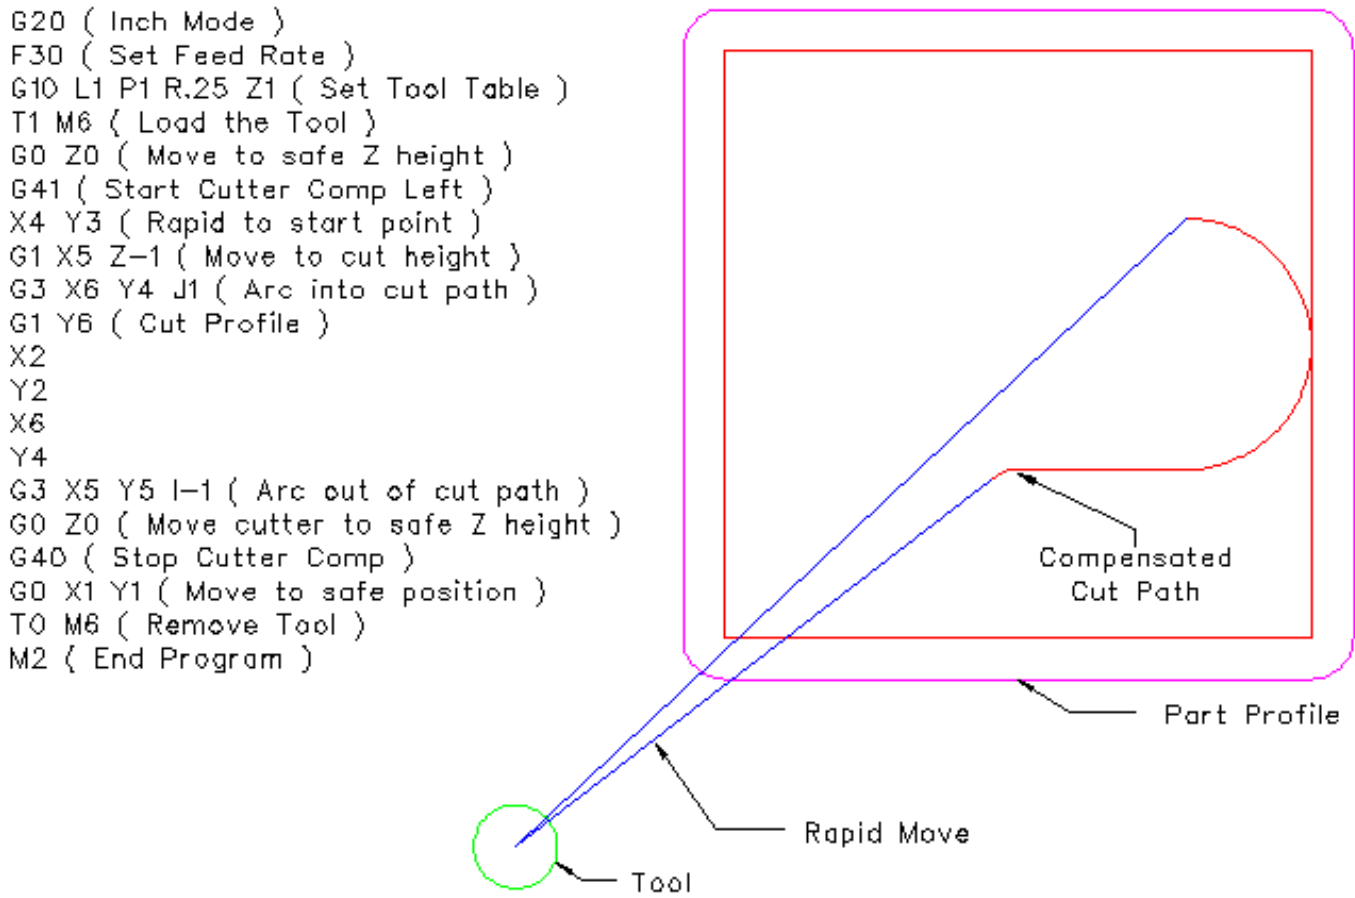 G20 ( Inch Mode )
F30 ( Set Feed Rate )
G10 L1 P1 R.25 Z1 ( Set Tool Table )
T1 M6 ( Load the Tool )
G0 Z0 ( Move to safe Z height )
G41 ( Start Cutter Comp Left )
X4 Y3 ( Rapid to start point )
G1 X5 Z-1 ( Move to cut height )
G3 X6 Y4 J1 ( Arc into cut path )
G1 Y6 ( Cut Profile )
X2
Y2
X6
Y4
G3 X5 Y5 I-1 ( Arc out of cut path )
G0 Z0 ( Move cutter to safe Z height )
G40 ( Stop Cutter Comp )
G0 X1 Y1 ( Move to safe position )
T0 M6 ( Remove Tool )
M2 ( End Program )
Compensated
Cut Path
Part Profile
Rapid Move
Tool